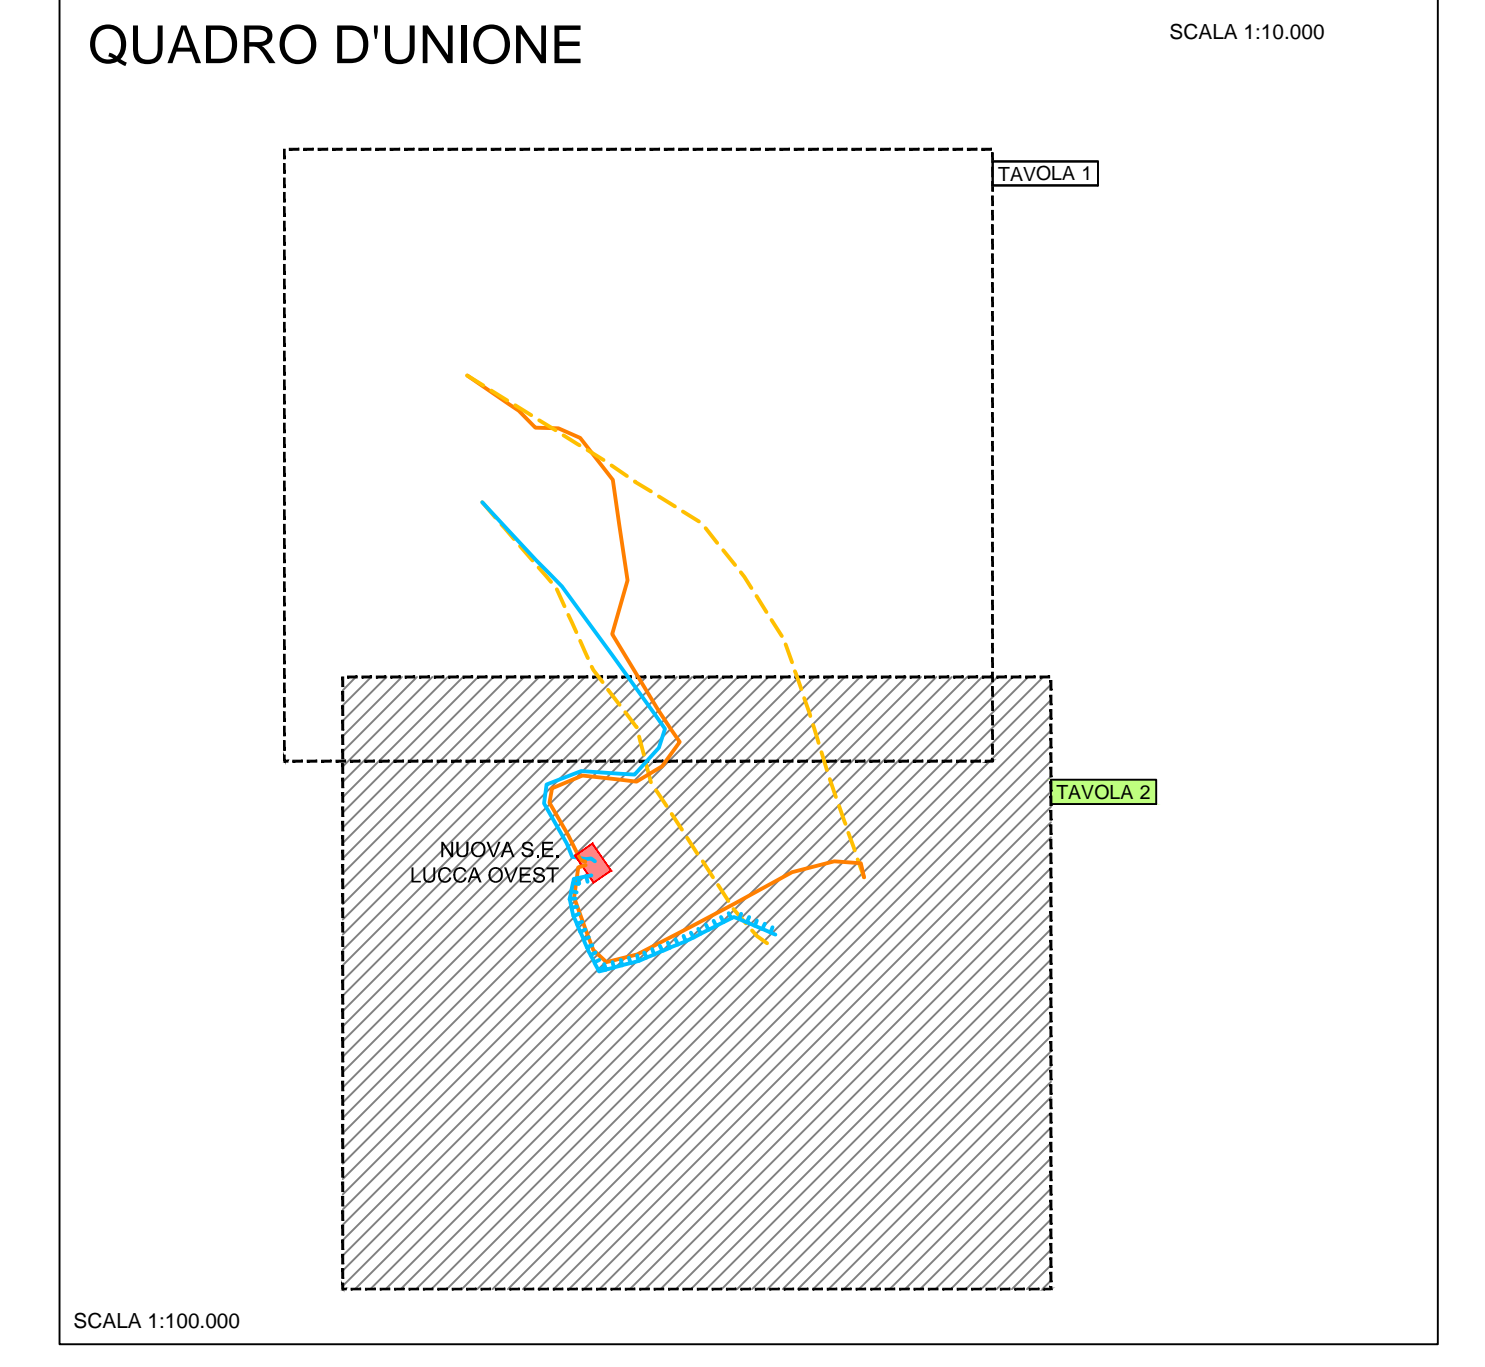 QUADRO D'UNIONE
SCALA 1:10.000
TAVOLA 1
TAVOLA 2
NUOVA S.E.
LUCCA OVEST
SCALA 1:100.000